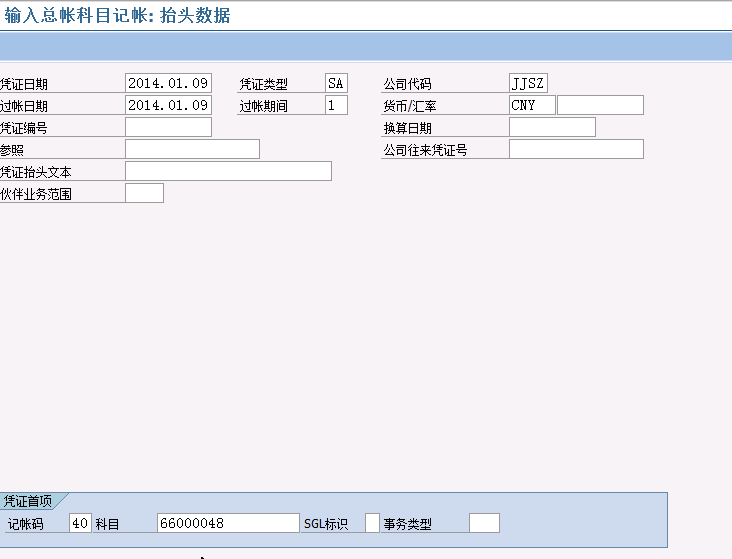 输入总帐科目记帐: 抬头数据
凭证日期 2014.01.09 凭证类型 SA 公司代码 JJSZ
过帐日期 2014.01.09 过帐期间 1 货币/汇率 CNY
凭证编号 换算日期
参照 公司往来凭证号
凭证抬头文本
伙伴业务范围
凭证首项
记帐码 40 科目 66000048 SGL标识 事务类型